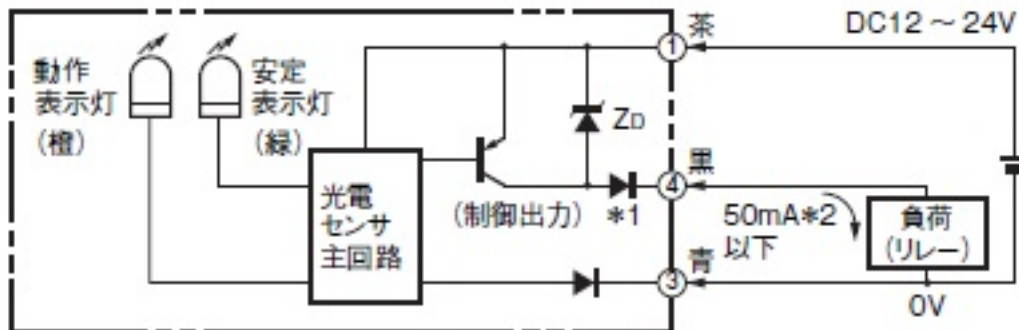 動作
表示灯
(橙)
安定
表示灯
(緑)
光電
センサ
主回路
(制御出力)
*1
ZD
1
茶
DC12 ~ 24V
4
黒
50mA*2
以下
負荷
(リレー)
3
青
0V